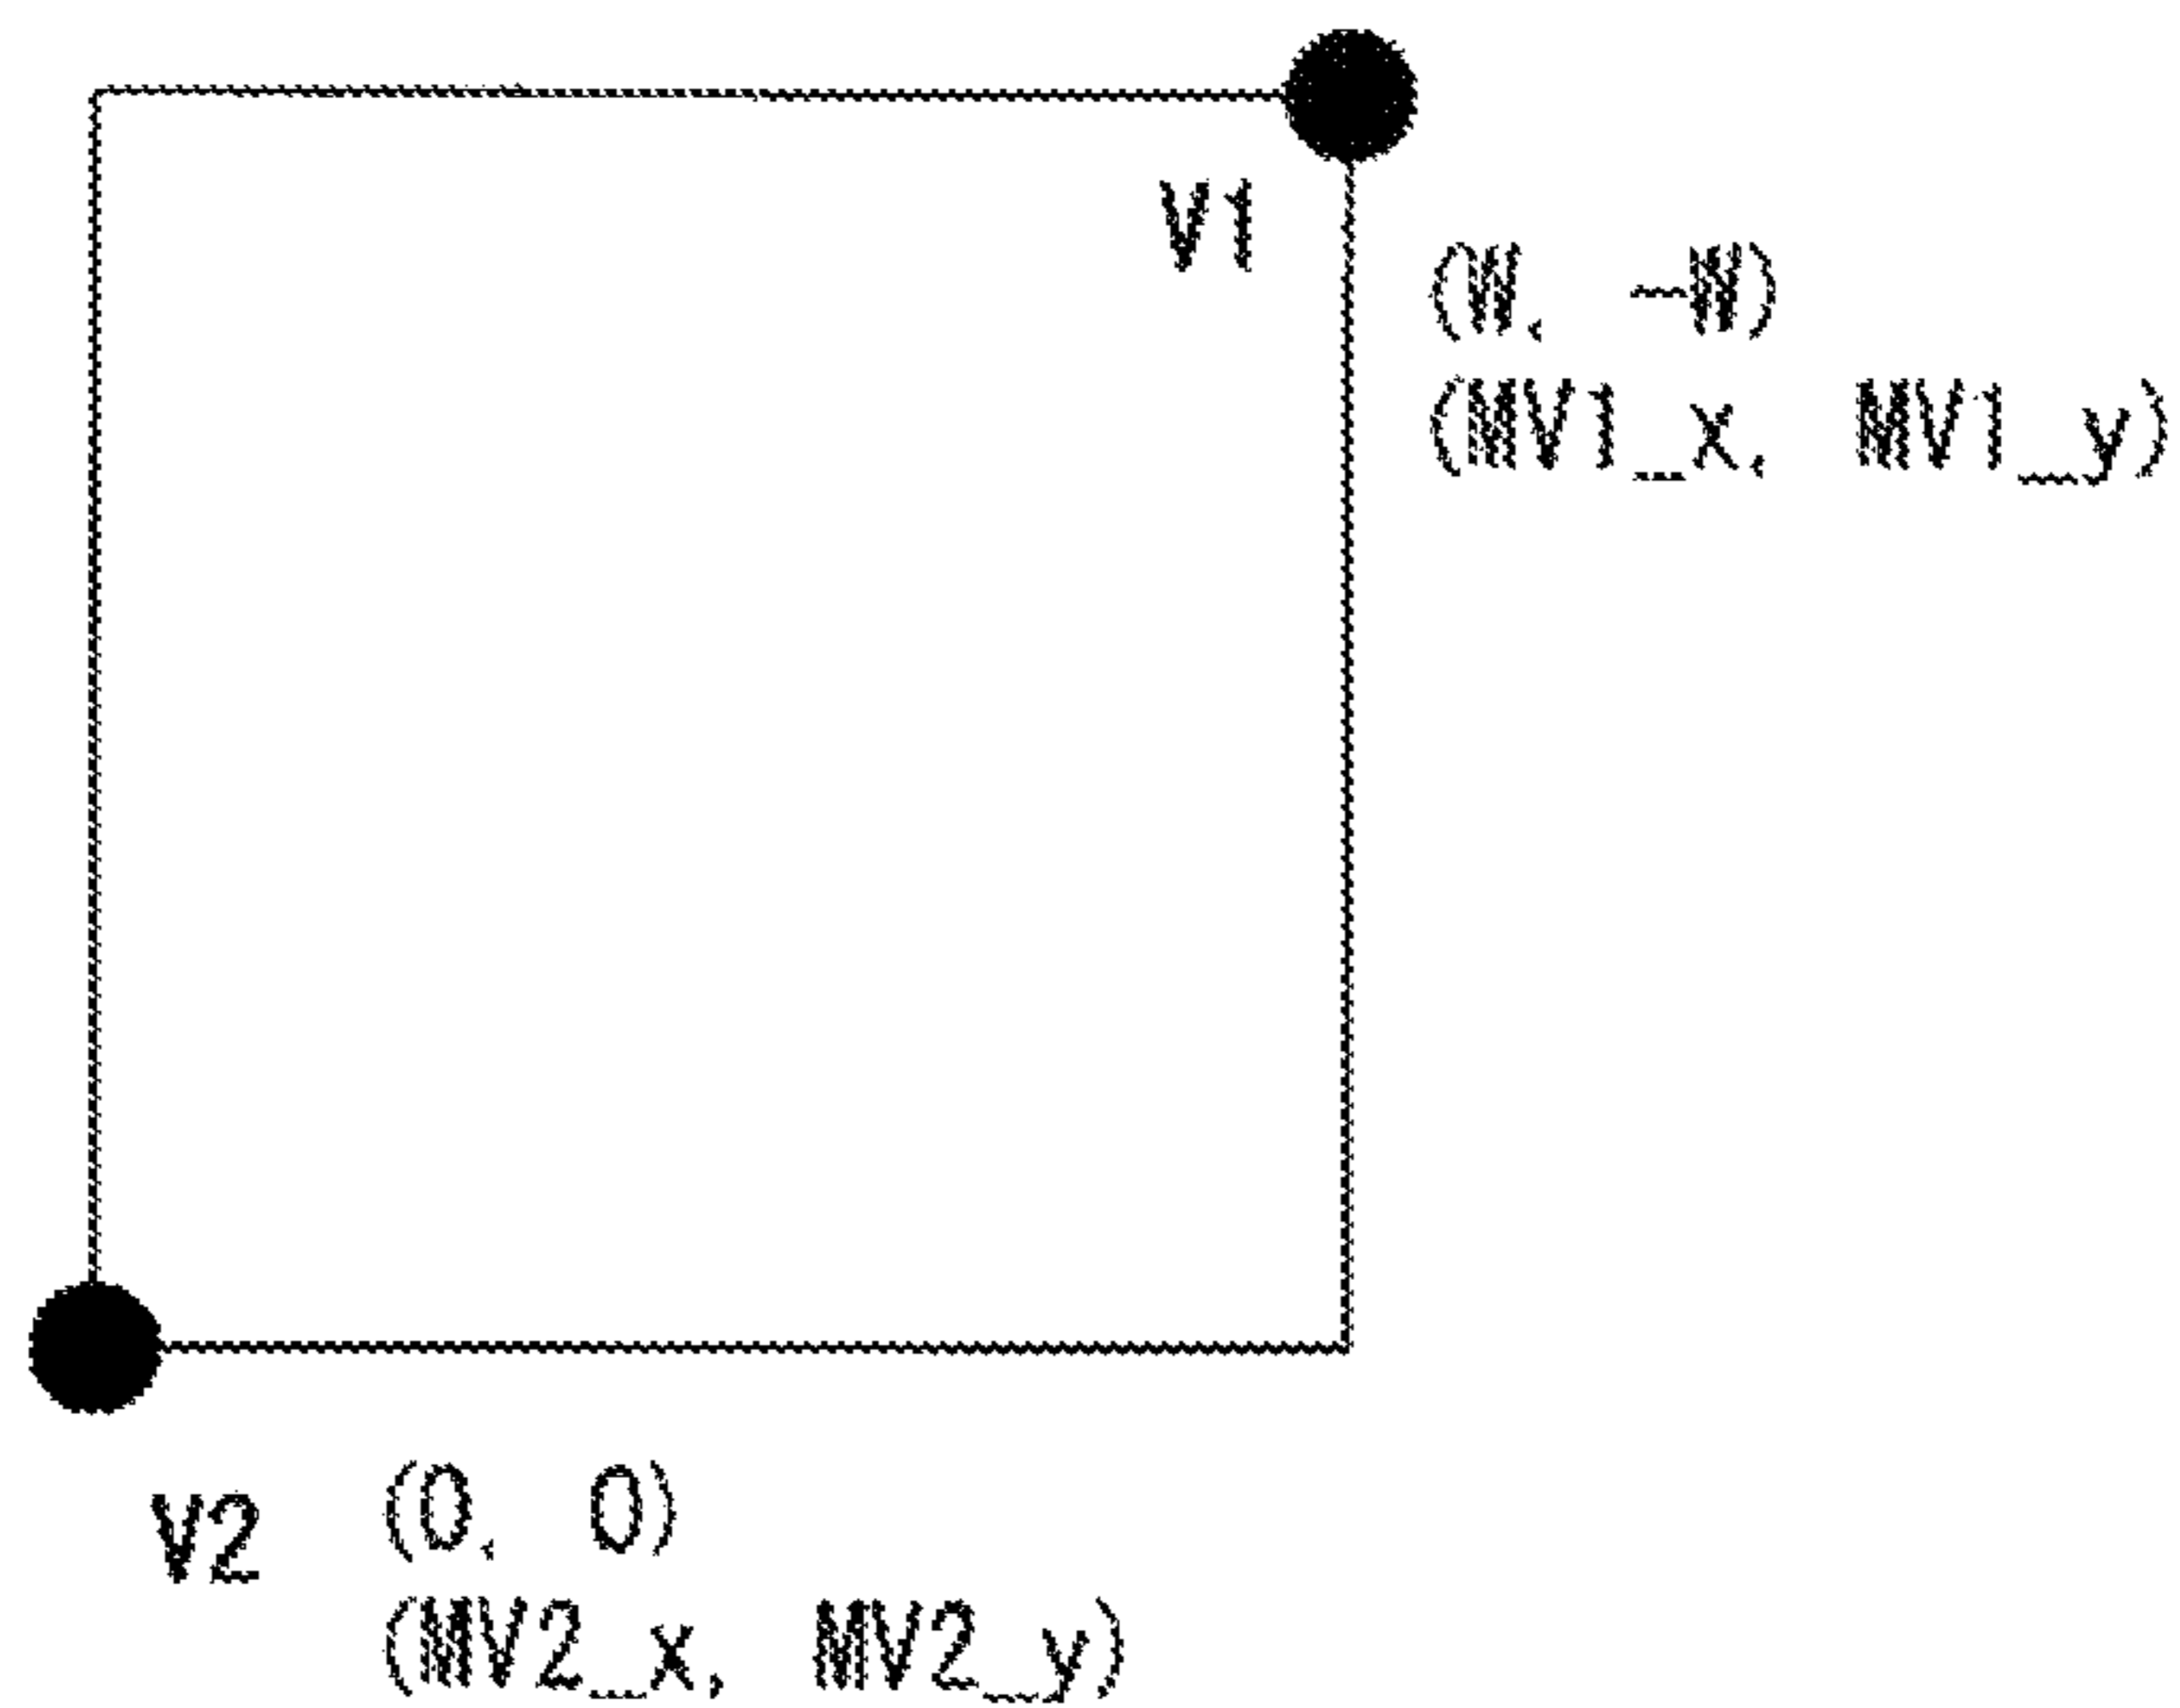 V1
(W, -W)
(MV1_x, MV1_y)
V2
(0, 0)
(MV2_x, MV2_y)